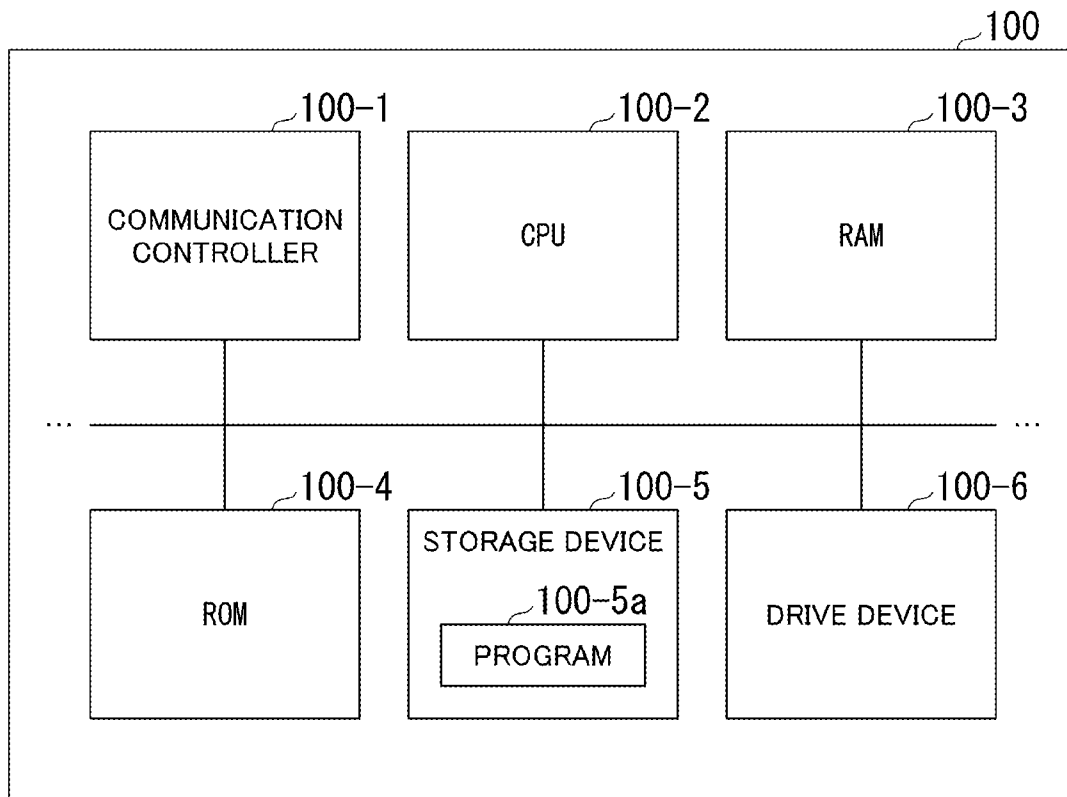 100
100-1
100-2
100-3
COMMUNICATION
CONTROLLER
CPU
RAM
...
...
100-4
100-5
100-6
ROM
STORAGE DEVICE
100-5a
PROGRAM
DRIVE DEVICE